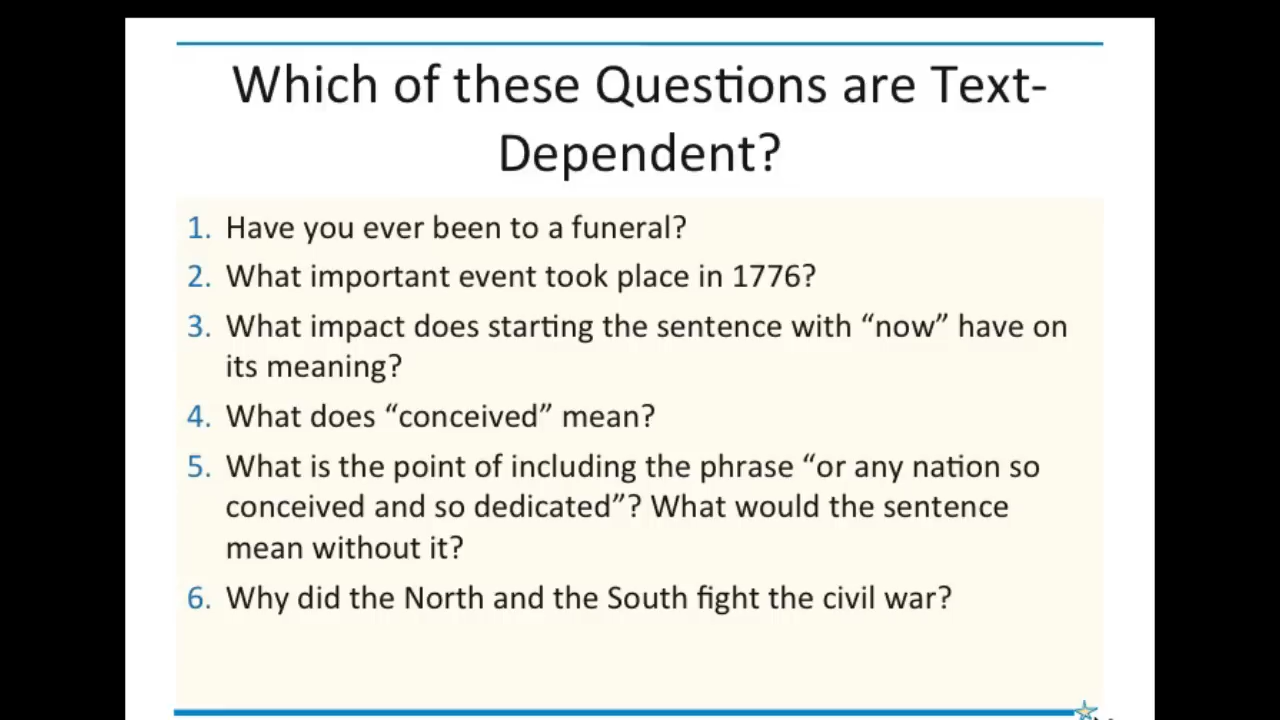 Which of these Questions are Text-
Dependent?
1. Have you ever been to a funeral?
2. What important event took place in 1776?
3. What impact does starting the sentence with “now” have on
its meaning?
4. What does “conceived” mean?
5. What is the point of including the phrase “or any nation so
conceived and so dedicated”? What would the sentence
mean without it?
6. Why did the North and the South fight the civil war?